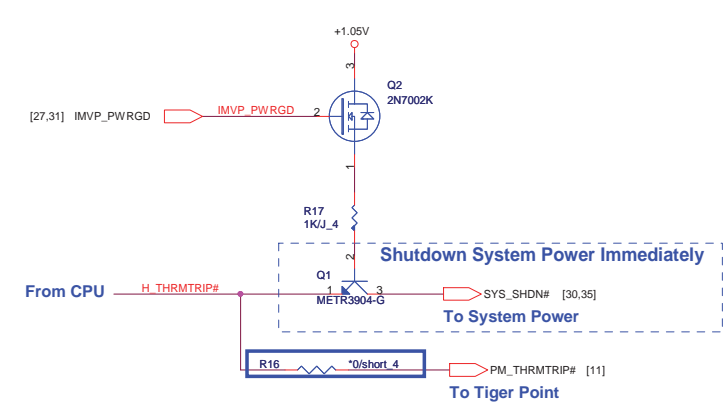 +1.05V
3
Q2
2N7002K
[27,31] IMVP_PWRGD
IMVP_PWRGD
2
1
R17
1K/J_4
2
Shutdown System Power Immediately
Q1
From CPU
H_THRMTRIP#
1
3
METR3904-G
SYS_SHDN# [30,35]
To System Power
R16
*0/short_4
PM_THRMTRIP# [11]
To Tiger Point